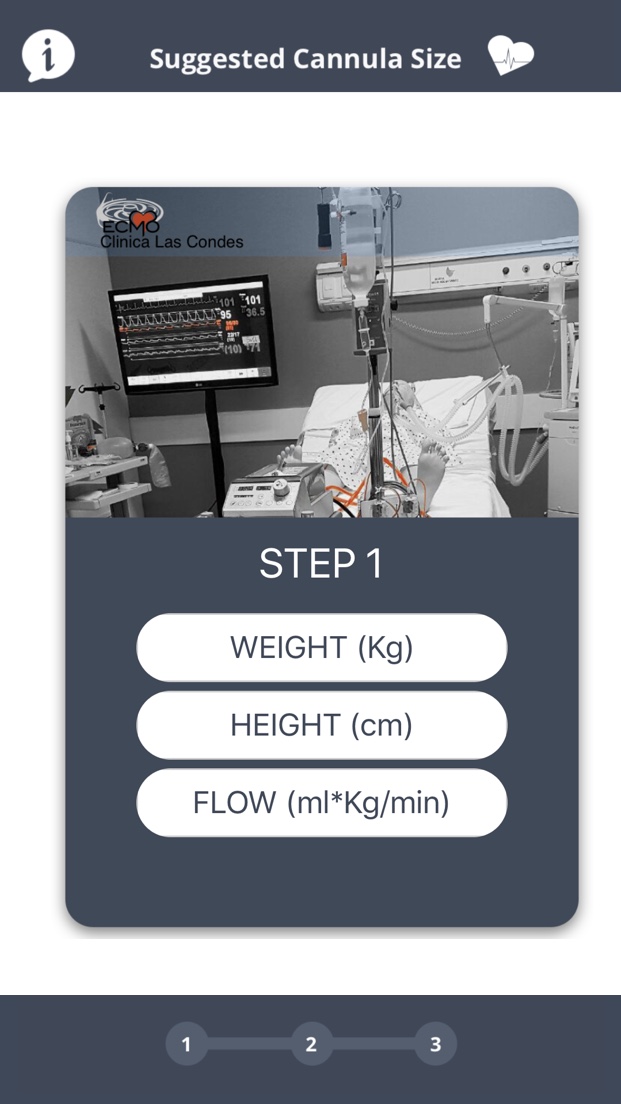 Suggested Cannula Size
ECMO
Clinica Las Condes
101 101
95 36.5
STEP 1
WEIGHT (Kg)
HEIGHT (cm)
FLOW (ml*Kg/min)
1 2 3